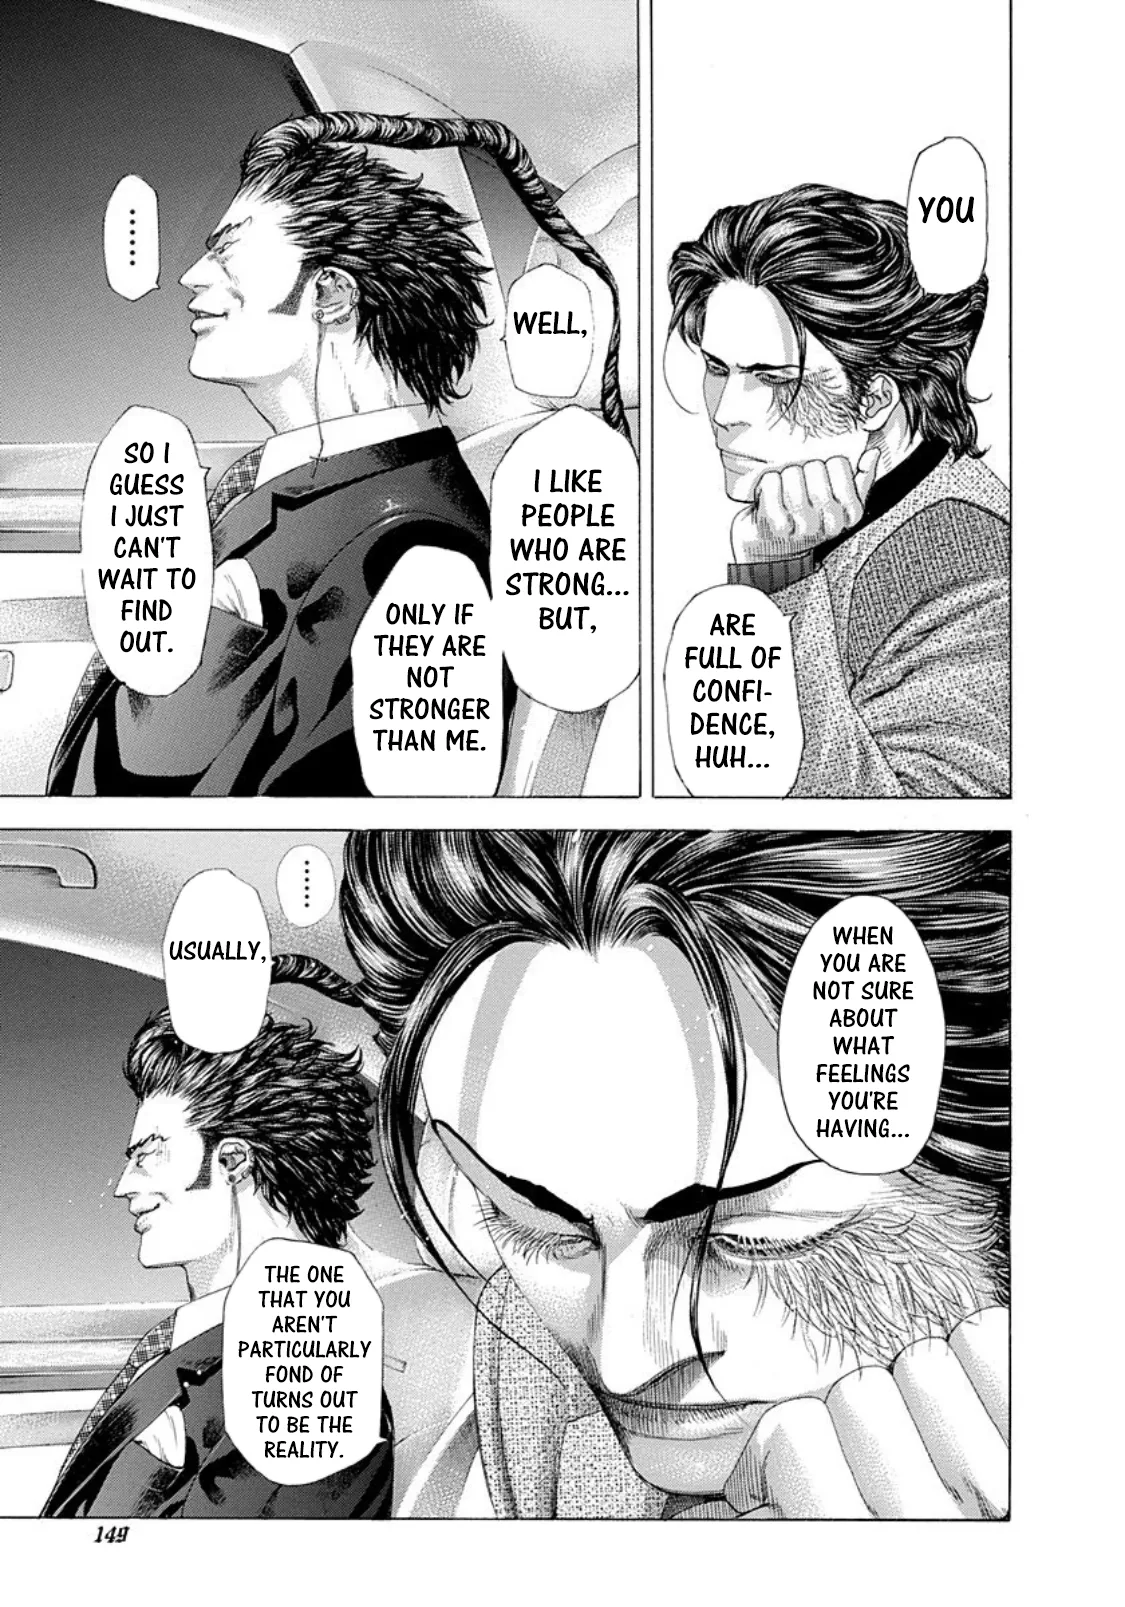 YOU
ARE
FULL OF
CONFI-
DENCE,
HUH...
WELL,
I LIKE
PEOPLE
WHO ARE
STRONG...
BUT,
ONLY IF
THEY ARE
NOT
STRONGER
THAN ME.
......
SO I
GUESS
I JUST
CAN'T
WAIT TO
FIND
OUT.
WHEN
YOU ARE
NOT SURE
ABOUT
WHAT
FEELINGS
YOU'RE
HAVING...
......
USUALLY,
THE ONE
THAT YOU
AREN'T
PARTICULARLY
FOND OF
TURNS OUT
TO BE THE
REALITY.
149